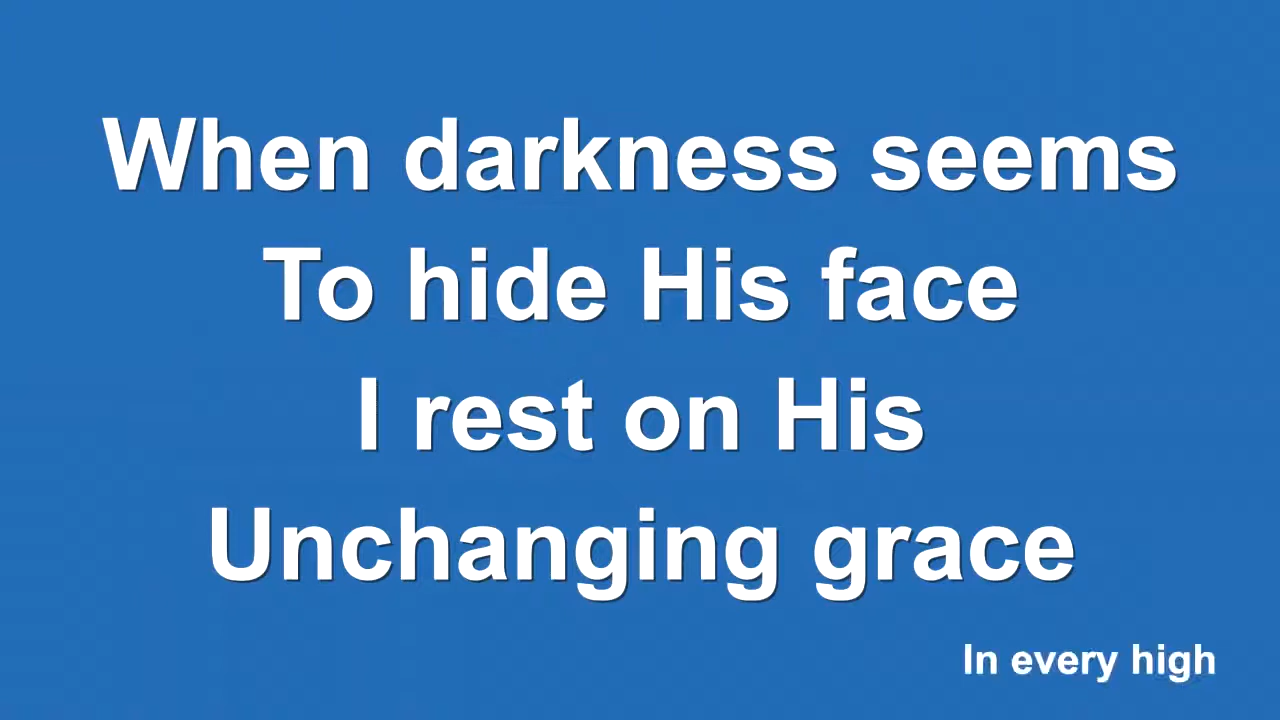 When darkness seems
To hide His face
I rest on His
Unchanging grace
In every high